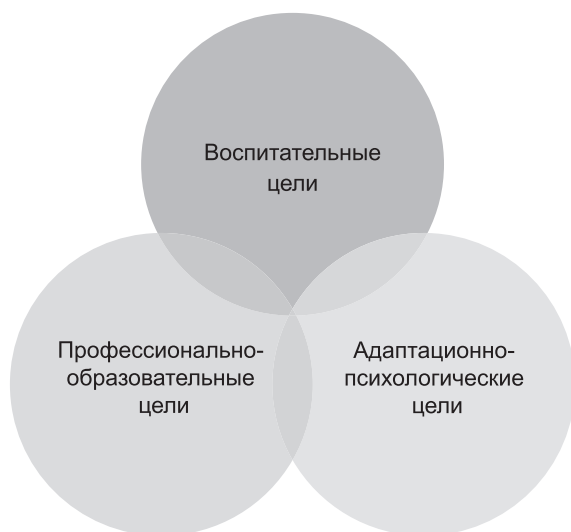 Воспитательные
цели
Профессионально-
образовательные
цели
Адаптационно-
психологические
цели